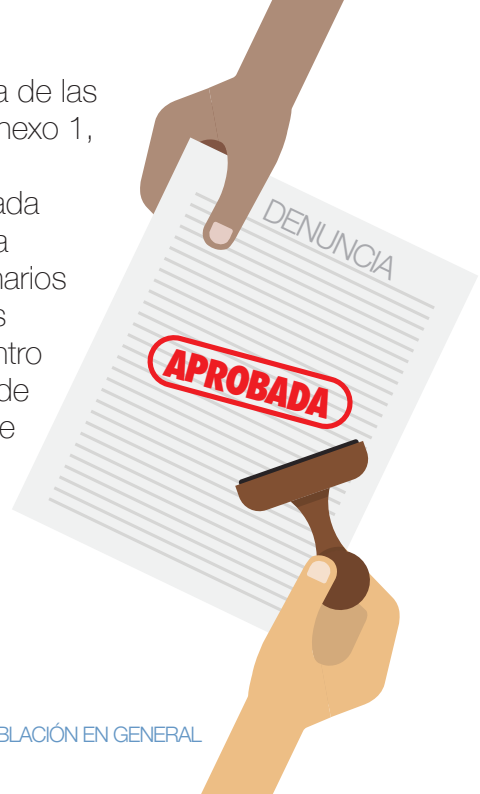 a de las
nexo 1,
ada
a
narios
s
ntro
de
e
DENUNCIA
APROBADA
BLACIÓN EN GENERAL